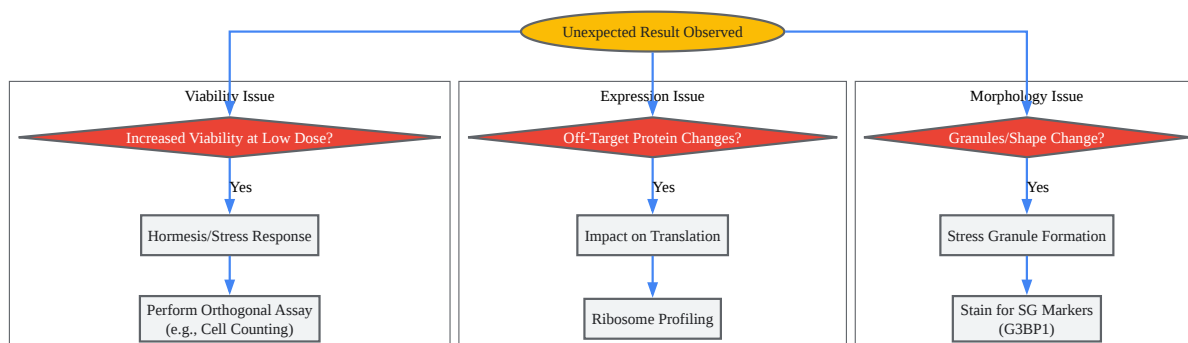 Unexpected Result Observed
Viability Issue
Expression Issue
Morphology Issue
Increased Viability at Low Dose?
Off-Target Protein Changes?
Granules/Shape Change?
Yes
Yes
Yes
Hormesis/Stress Response
Impact on Translation
Stress Granule Formation
Perform Orthogonal Assay
(e.g., Cell Counting)
Ribosome Profiling
Stain for SG Markers
(G3BP1)